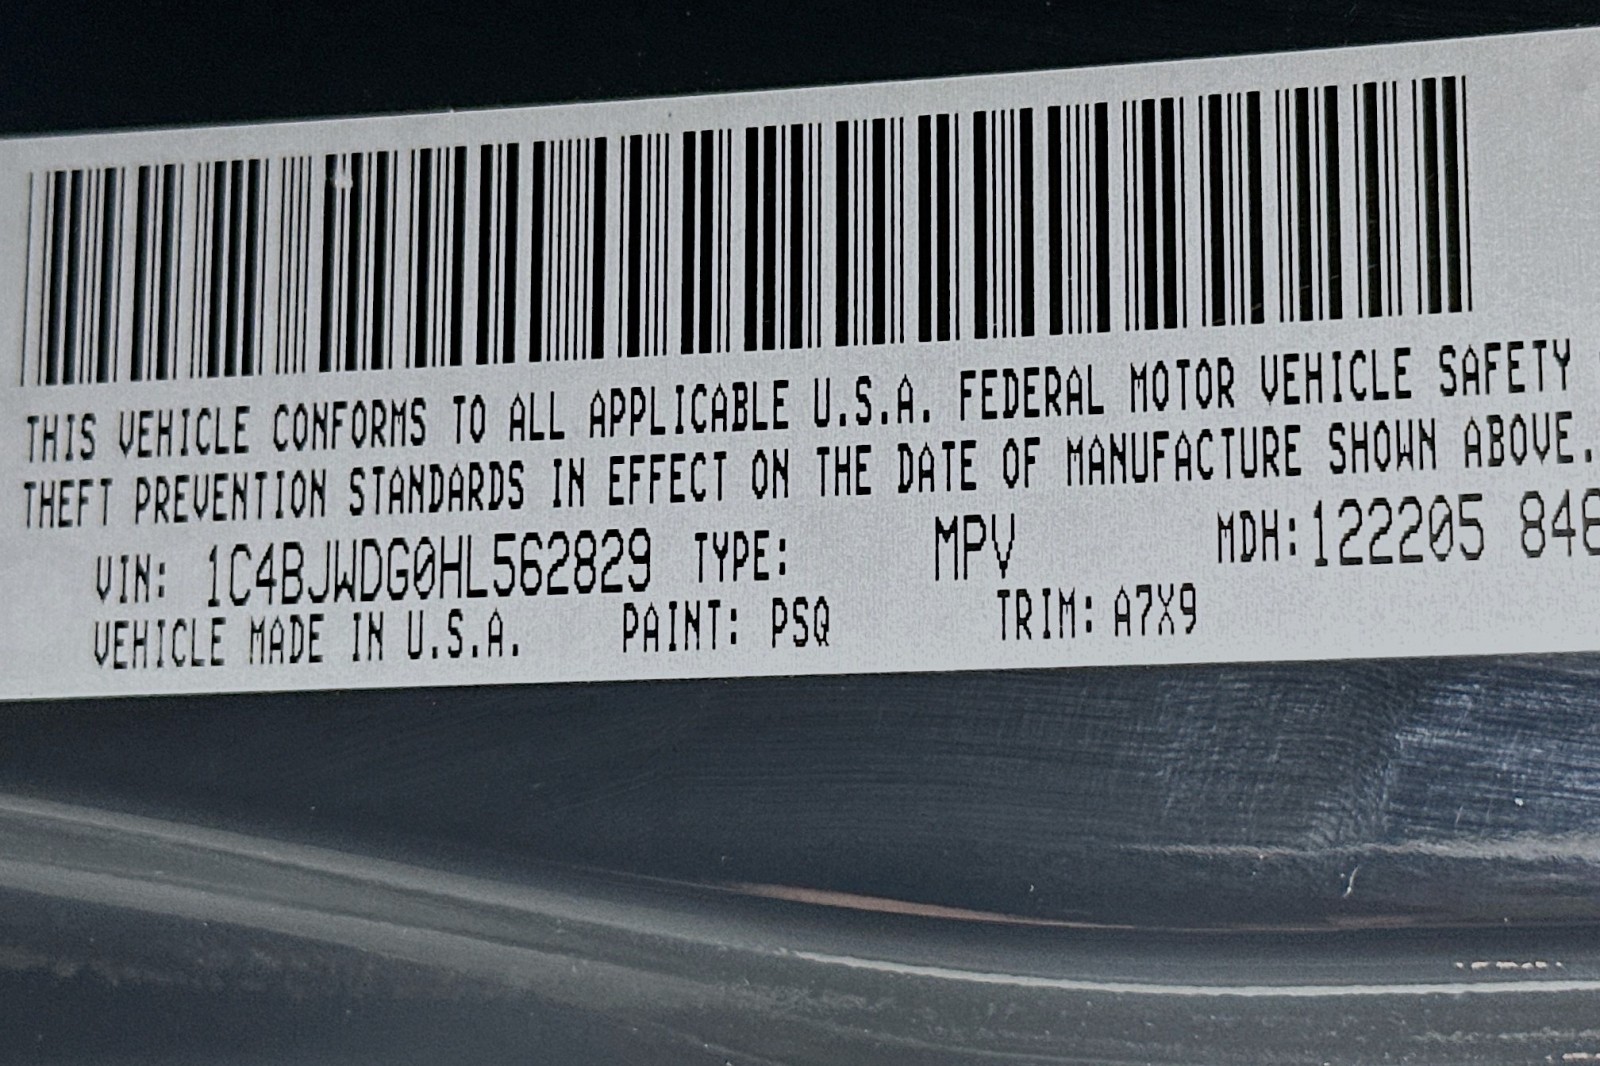 THIS VEHICLE CONFORMS TO ALL APPLICABLE U.S.A. FEDERAL MOTOR VEHICLE SAFETY
THEFT PREVENTION STANDARDS IN EFFECT ON THE DATE OF MANUFACTURE SHOWN ABOVE.
VIN: 1C4BJWDG0HL562829 TYPE: MPV MDH: 122205 848
VEHICLE MADE IN U.S.A. PAINT: PSQ TRIM: A7X9